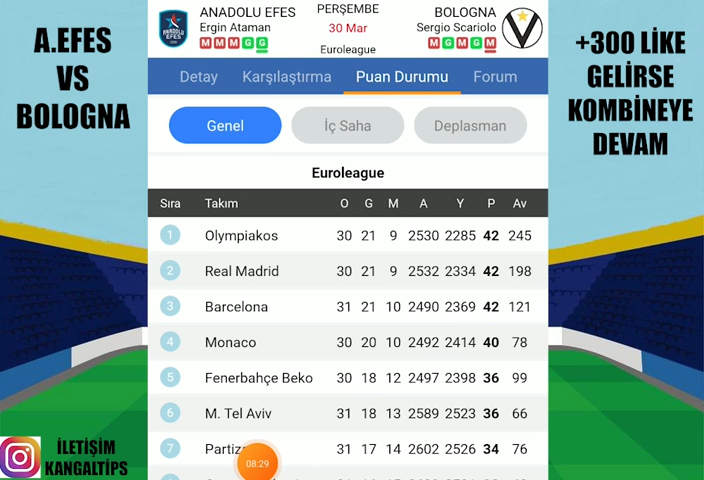 A.EFES
VS
BOLOGNA
ANADOLU EFES
Ergin Ataman
M M M G G
PERŞEMBE
30 Mar
Euroleague
BOLOGNA
Sergio Scariolo
M G M G M
+300 LİKE
GELİRSE
KOMBİNEYE
DEVAM
Detay Karşılaştırma Puan Durumu Forum
Genel İç Saha Deplasman
Euroleague
Sıra Takım O G M A Y P Av
1 Olympiakos 30 21 9 2530 2285 42 245
2 Real Madrid 30 21 9 2532 2334 42 198
3 Barcelona 31 21 10 2490 2369 42 121
4 Monaco 30 20 10 2492 2414 40 78
5 Fenerbahçe Beko 30 18 12 2497 2398 36 99
6 M. Tel Aviv 31 18 13 2589 2523 36 66
7 Partiz 31 17 14 2602 2526 34 76
08:29
İLETİŞİM
KANGALTİPS